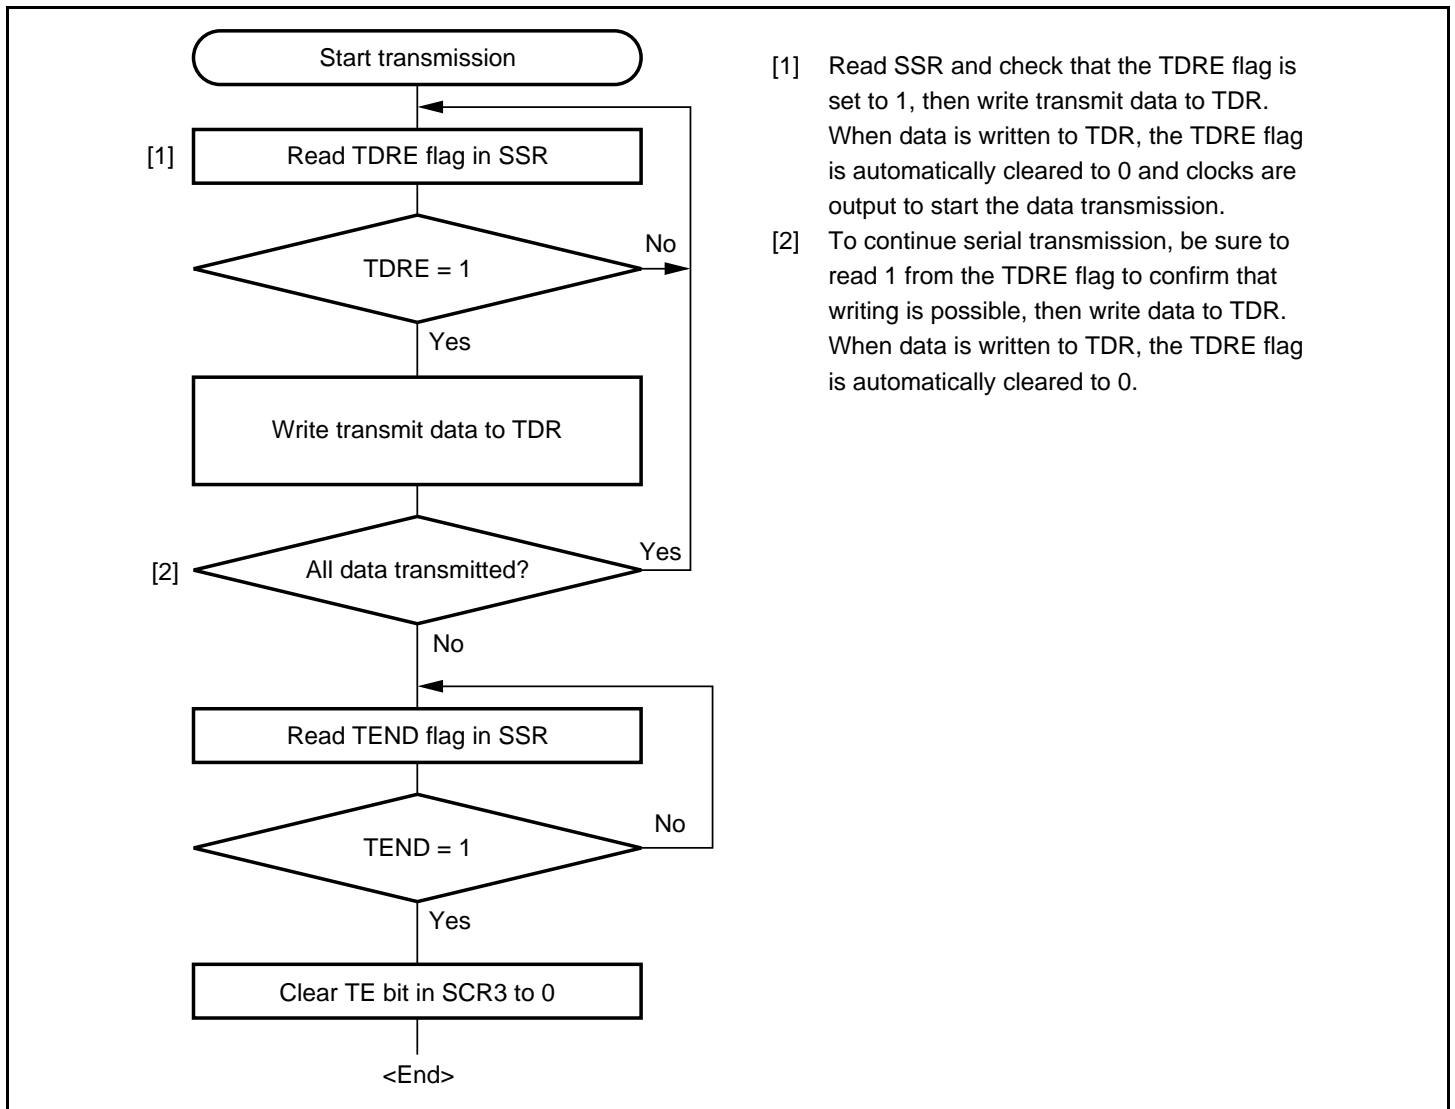 Start transmission
[1]
Read TDRE flag in SSR
TDRE = 1
No
Yes
Write transmit data to TDR
[2]
All data transmitted?
Yes
No
Read TEND flag in SSR
TEND = 1
No
Yes
Clear TE bit in SCR3 to 0
<End>
[1] Read SSR and check that the TDRE flag is
set to 1, then write transmit data to TDR.
When data is written to TDR, the TDRE flag
is automatically cleared to 0 and clocks are
output to start the data transmission.
[2] To continue serial transmission, be sure to
read 1 from the TDRE flag to confirm that
writing is possible, then write data to TDR.
When data is written to TDR, the TDRE flag
is automatically cleared to 0.